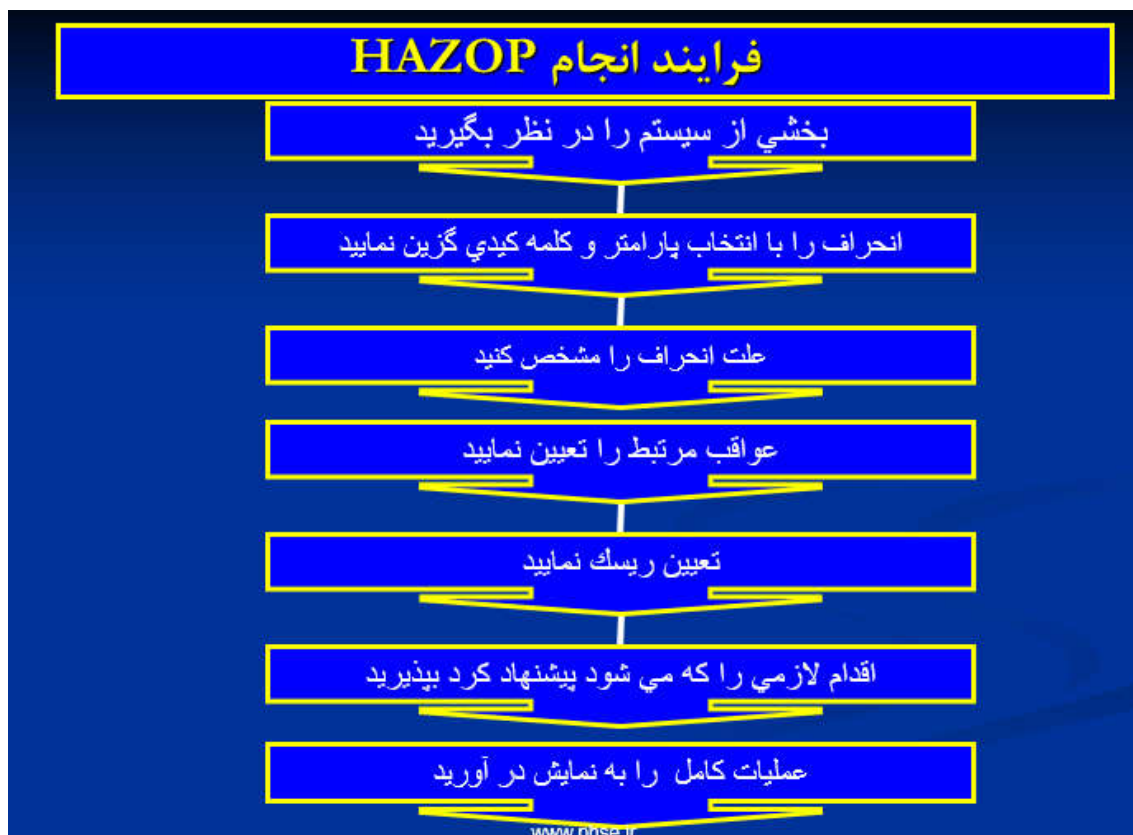 فرايند انجام HAZOP
بخشي از سيستم را در نظر بگيريد
انحراف را با انتخاب پارامتر و كلمه كيدي گزين نماييد
علت انحراف را مشخص كنيد
عواقب مرتبط را تعيين نماييد
تعيين ريسك نماييد
اقدام لازمي را كه مي شود پيشنهاد كرد بپذيريد
عمليات كامل را به نمايش در آوريد